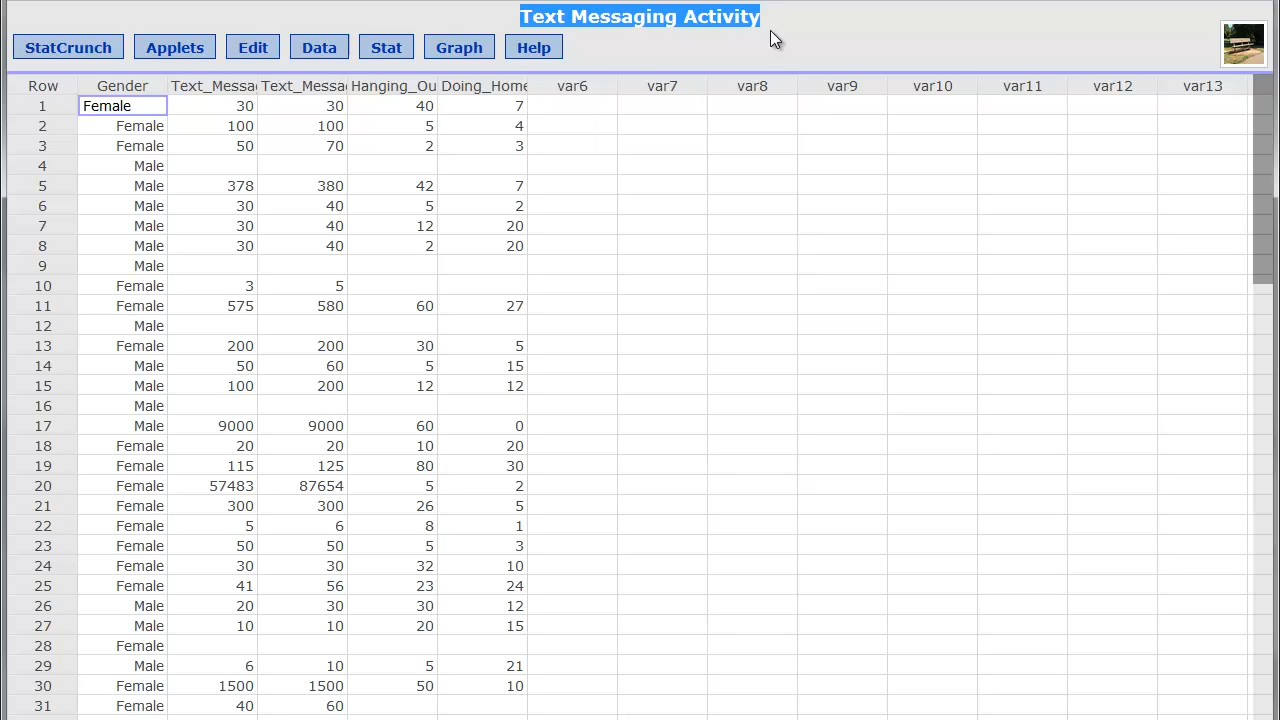 Text Messaging Activity
StatCrunch Applets Edit Data Stat Graph Help
Row Gender Text_Messa Text_Messa Hanging_Ou Doing_Home var6 var7 var8 var9 var10 var11 var12 var13
1 Female 30 30 40 7
2 Female 100 100 5 4
3 Female 50 70 2 3
4 Male
5 Male 378 380 42 7
6 Male 30 40 5 2
7 Male 30 40 12 20
8 Male 30 40 2 20
9 Male
10 Female 3 5
11 Female 575 580 60 27
12 Male
13 Female 200 200 30 5
14 Male 50 60 5 15
15 Male 100 200 12 12
16 Male
17 Male 9000 9000 60 0
18 Female 20 20 10 20
19 Female 115 125 80 30
20 Female 57483 87654 5 2
21 Female 300 300 26 5
22 Female 5 6 8 1
23 Female 50 50 5 3
24 Female 30 30 32 10
25 Female 41 56 23 24
26 Male 20 30 30 12
27 Male 10 10 20 15
28 Female
29 Male 6 10 5 21
30 Female 1500 1500 50 10
31 Female 40 60